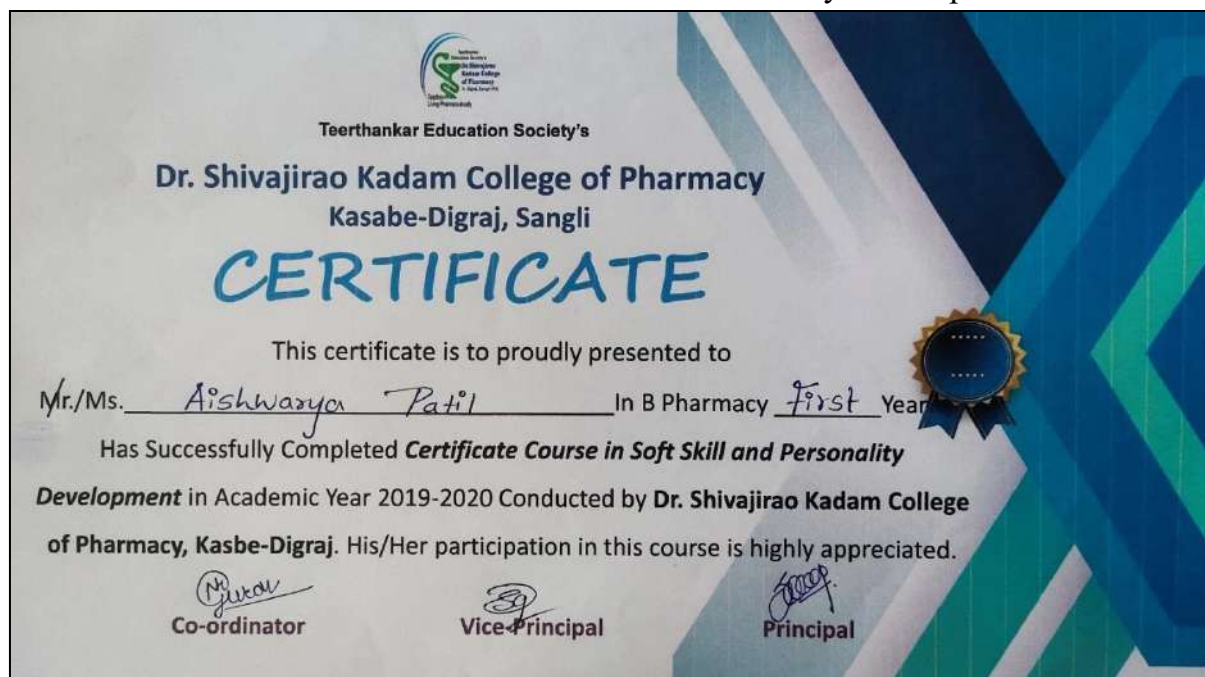 Teerthankar Education Society's
Dr. Shivajirao Kadam College of Pharmacy
Kasabe-Digraj, Sangli
CERTIFICATE
This certificate is to proudly presented to
Mr./Ms. Aishwarya Patil In B Pharmacy First Year
Has Successfully Completed Certificate Course in Soft Skill and Personality
Development in Academic Year 2019-2020 Conducted by Dr. Shivajirao Kadam College
of Pharmacy, Kasbe-Digraj. His/Her participation in this course is highly appreciated.
Co-ordinator Vice-Principal Principal